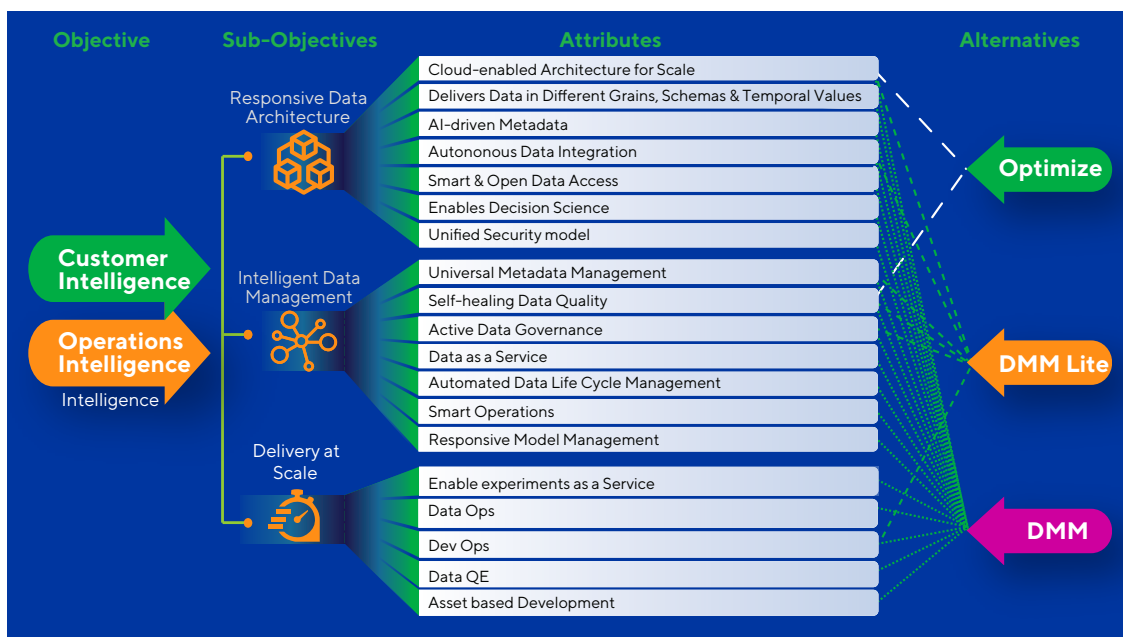 Objective
Sub-Objectives
Attributes
Alternatives
Customer
Intelligence
Operations
Intelligence
Intelligence
Responsive Data
Architecture
Cloud-enabled Architecture for Scale
Delivers Data in Different Grains, Schemas & Temporal Values
AI-driven Metadata
Autononous Data Integration
Smart & Open Data Access
Enables Decision Science
Unified Security model
Intelligent Data
Management
Universal Metadata Management
Self-healing Data Quality
Active Data Governance
Data as a Service
Automated Data Life Cycle Management
Smart Operations
Responsive Model Management
Delivery at
Scale
Enable experiments as a Service
Data Ops
Dev Ops
Data QE
Asset based Development
Optimize
DMM Lite
DMM